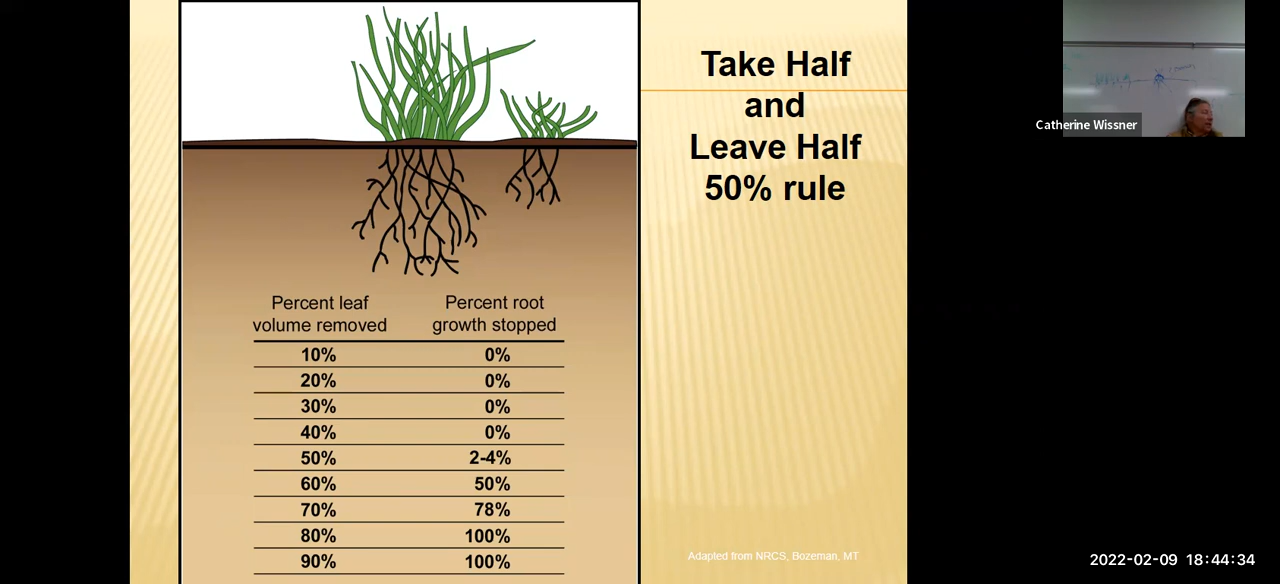 Take Half
and
Leave Half
50% rule
Catherine Wissner
Percent leaf volume removed Percent root growth stopped
10% 0%
20% 0%
30% 0%
40% 0%
50% 2-4%
60% 50%
70% 78%
80% 100%
90% 100%
Adapted from NRCS, Bozeman, MT
2022-02-09 18:44:34